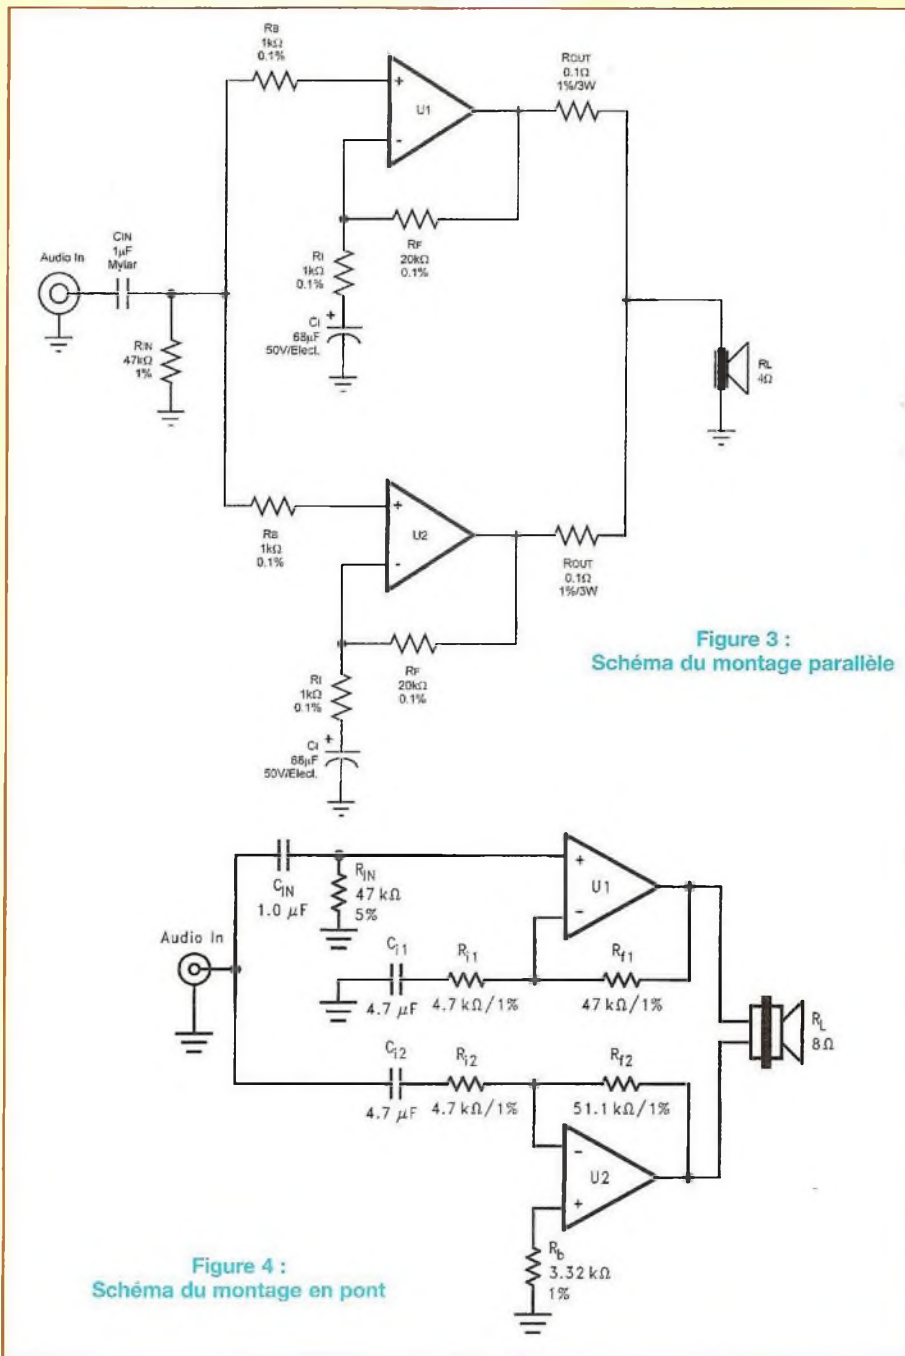 RB
1kΩ
0.1%
U1
ROUT
0.1Ω
1%/3W
RF
20kΩ
0.1%
RI
1kΩ
0.1%
CI
68µF
50V/Elect.
Audio In
CIN
1µF
Mylar
RIN
47kΩ
1%
RL
4Ω
RB
1kΩ
0.1%
U2
ROUT
0.1Ω
1%/3W
RF
20kΩ
0.1%
RI
1kΩ
0.1%
CI
68µF
50V/Elect.
Figure 3 :
Schéma du montage parallèle
CIN
1.0 µF
RIN
47 kΩ
5%
U1
Audio In
Ci1
4.7 µF
Ri1
4.7 kΩ/1%
Rf1
47 kΩ/1%
RL
8Ω
Ci2
4.7 µF
Ri2
4.7 kΩ/1%
Rf2
51.1 kΩ/1%
U2
Rb
3.32 kΩ
1%
Figure 4 :
Schéma du montage en pont